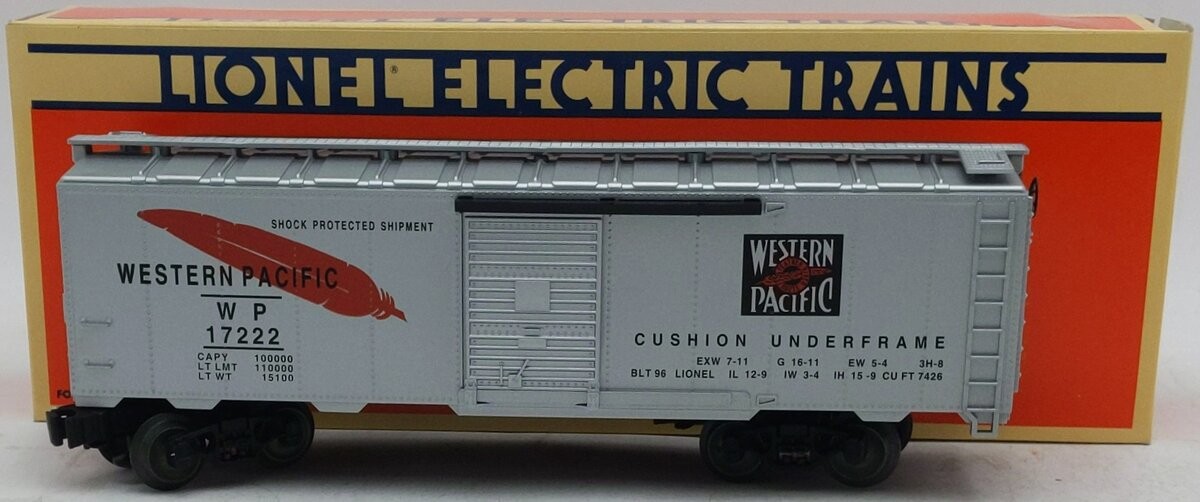 LIONEL® ELECTRIC TRAINS
SHOCK PROTECTED SHIPMENT
WESTERN PACIFIC
W P
17222
CAPY 100000
LT LMT 110000
LT WT 15100
WESTERN
PACIFIC
CUSHION UNDERFRAME
EXW 7-11 G 16-11 EW 5-4 3H-8
BLT 96 LIONEL IL 12-9 IW 3-4 IH 15-9 CU FT 7426